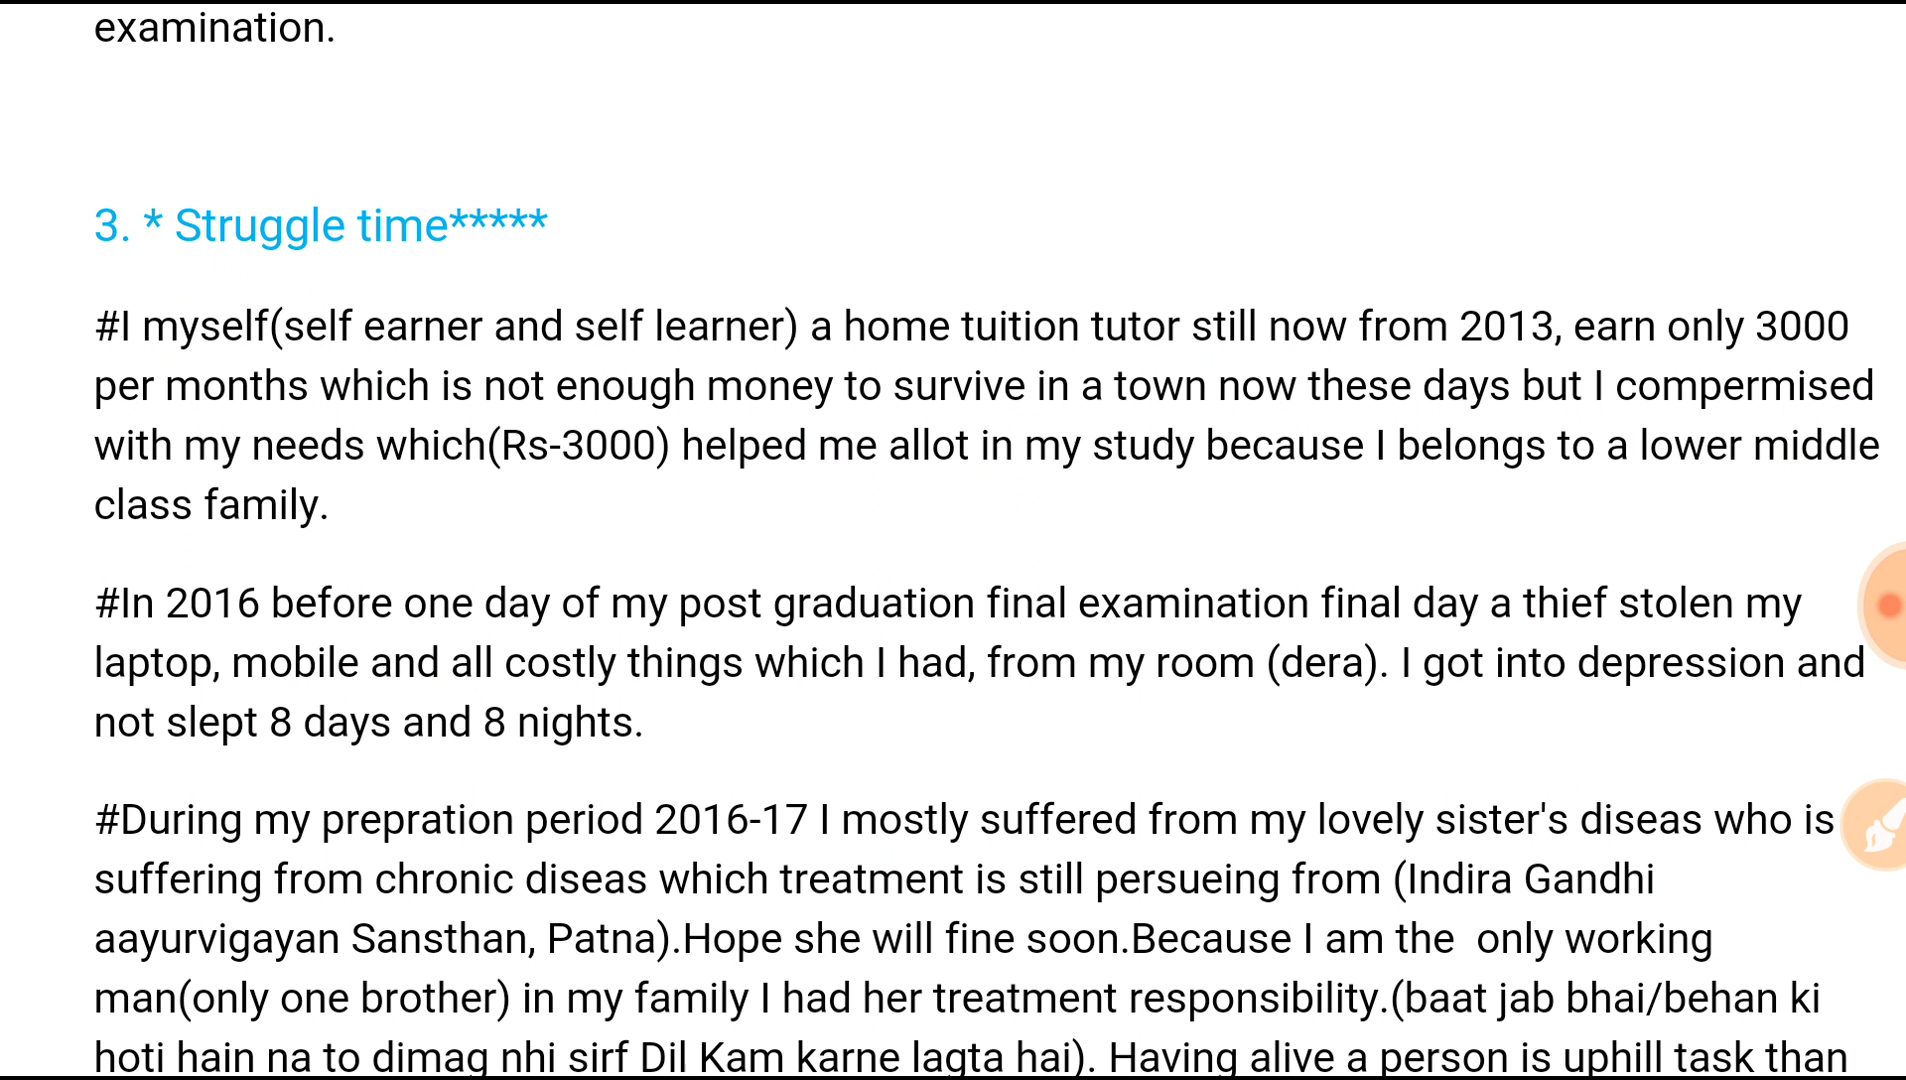 examination.
3. * Struggle time*****
#I myself(self earner and self learner) a home tuition tutor still now from 2013, earn only 3000
per months which is not enough money to survive in a town now these days but I compermised
with my needs which(Rs-3000) helped me allot in my study because I belongs to a lower middle
class family.
#In 2016 before one day of my post graduation final examination final day a thief stolen my
laptop, mobile and all costly things which I had, from my room (dera). I got into depression and
not slept 8 days and 8 nights.
#During my prepration period 2016-17 I mostly suffered from my lovely sister's diseas who is
suffering from chronic diseas which treatment is still persueing from (Indira Gandhi
aayurvigayan Sansthan, Patna).Hope she will fine soon.Because I am the  only working
man(only one brother) in my family I had her treatment responsibility.(baat jab bhai/behan ki
hoti hain na to dimag nhi sirf Dil Kam karne lagta hai). Having alive a person is uphill task than